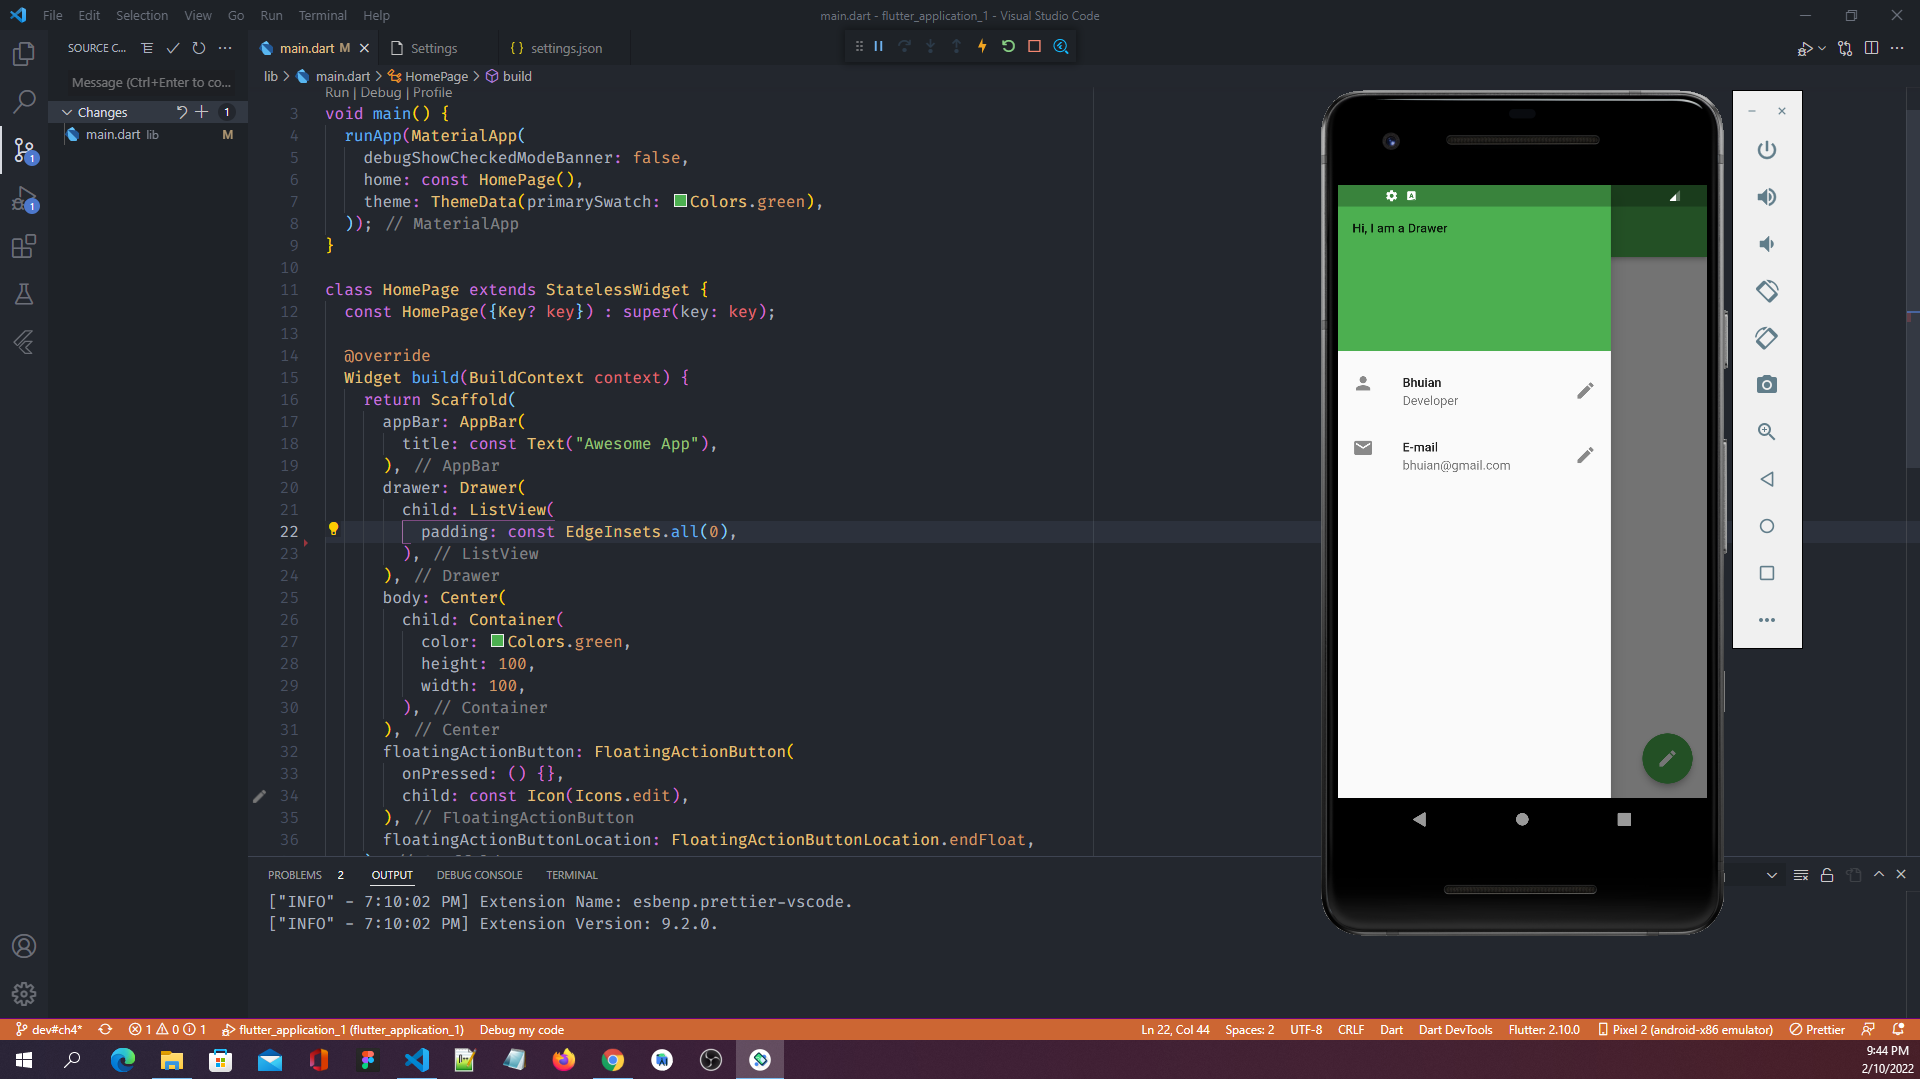 File Edit Selection View Go Run Terminal Help
main.dart - flutter_application_1 - Visual Studio Code
SOURCE C...
Message (Ctrl+Enter to co...
Changes 1
main.dart lib M
main.dart M
Settings
{} settings.json
lib > main.dart > HomePage > build
Run | Debug | Profile
3 void main() {
4 runApp(MaterialApp(
5 debugShowCheckedModeBanner: false,
6 home: const HomePage(),
7 theme: ThemeData(primarySwatch: Colors.green),
8 )); // MaterialApp
9 }
10
11 class HomePage extends StatelessWidget {
12 const HomePage({Key? key}) : super(key: key);
13
14 @override
15 Widget build(BuildContext context) {
16 return Scaffold(
17 appBar: AppBar(
18 title: const Text("Awesome App"),
19 ), // AppBar
20 drawer: Drawer(
21 child: ListView(
22 padding: const EdgeInsets.all(0),
23 ), // ListView
24 ), // Drawer
25 body: Center(
26 child: Container(
27 color: Colors.green,
28 height: 100,
29 width: 100,
30 ), // Container
31 ), // Center
32 floatingActionButton: FloatingActionButton(
33 onPressed: () {},
34 child: const Icon(Icons.edit),
35 ), // FloatingActionButton
36 floatingActionButtonLocation: FloatingActionButtonLocation.endFloat,
Hi, I am a Drawer
Bhuian
Developer
E-mail
bhuian@gmail.com
PROBLEMS 2 OUTPUT DEBUG CONSOLE TERMINAL
["INFO" - 7:10:02 PM] Extension Name: esbenp.prettier-vscode.
["INFO" - 7:10:02 PM] Extension Version: 9.2.0.
dev#ch4* 1 0 1 flutter_application_1 (flutter_application_1) Debug my code
Ln 22, Col 44 Spaces: 2 UTF-8 CRLF Dart Dart DevTools Flutter: 2.10.0 Pixel 2 (android-x86 emulator) Prettier
9:44 PM
2/10/2022